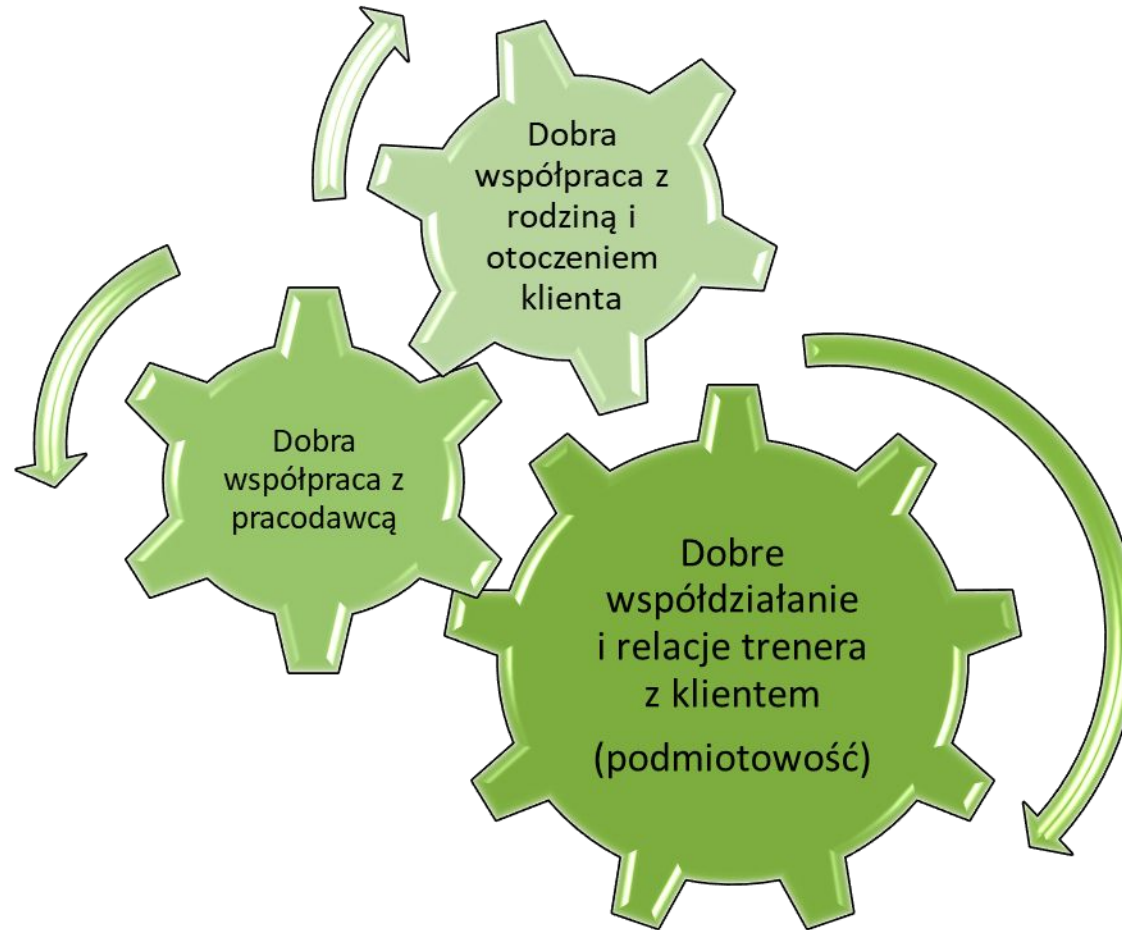 Dobra
współpraca z
rodziną i
otoczeniem
klienta
Dobra
współpraca z
pracodawcą
Dobre
współdziałanie
i relacje trenera
z klientem
(podmiotowość)